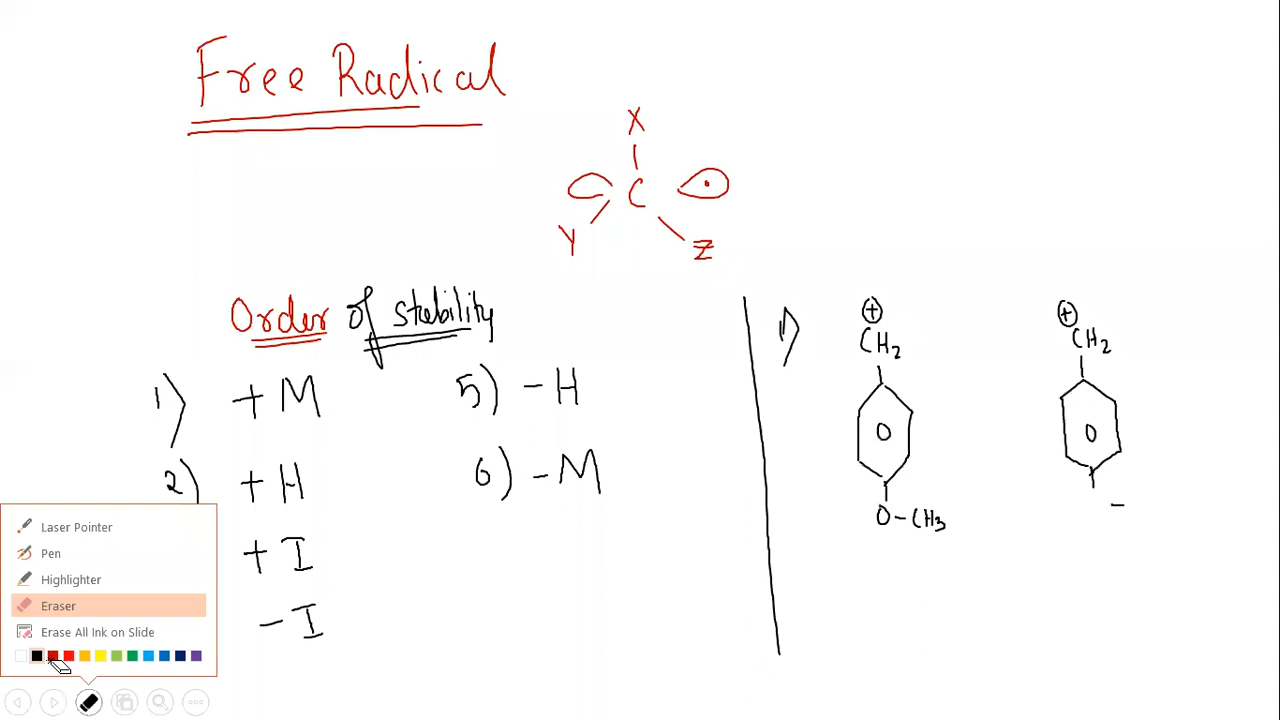 Free Radical
X
C
Y
Z
Order of stability
1) + M
2) + H
+ I
- I
5) - H
6) - M
1)
+
CH2
O
O-CH3
+
CH2
O
-
Laser Pointer
Pen
Highlighter
Eraser
Erase All Ink on Slide